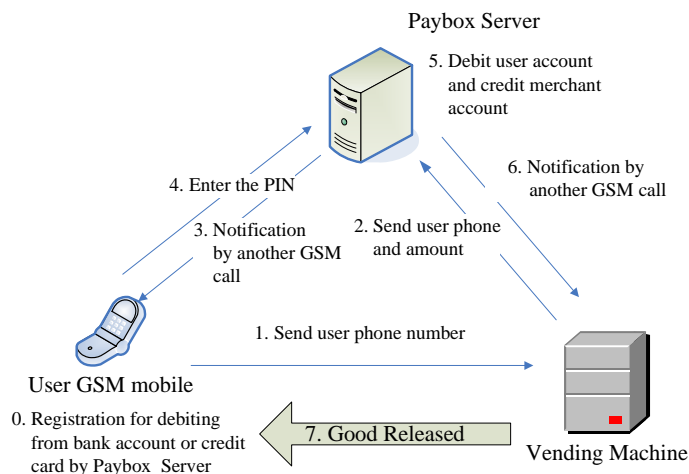 Paybox Server
5. Debit user account
and credit merchant
account
4. Enter the PIN
6. Notification by
another GSM call
3. Notification
by another GSM
call
2. Send user phone
and amount
1. Send user phone number
User GSM mobile
0. Registration for debiting
from bank account or credit
card by Paybox Server
7. Good Released
Vending Machine